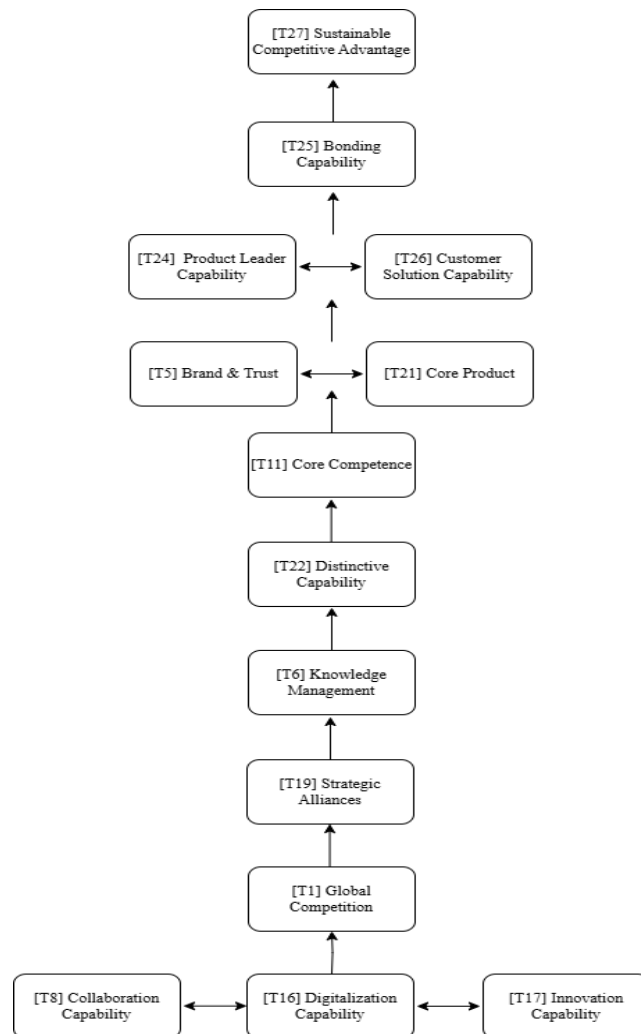 [T27] Sustainable
Competitive Advantage
[T25] Bonding
Capability
[T24] Product Leader
Capability
[T26] Customer
Solution Capability
[T5] Brand & Trust
[T21] Core Product
[T11] Core Competence
[T22] Distinctive
Capability
[T6] Knowledge
Management
[T19] Strategic
Alliances
[T1] Global
Competition
[T8] Collaboration
Capability
[T16] Digitalization
Capability
[T17] Innovation
Capability